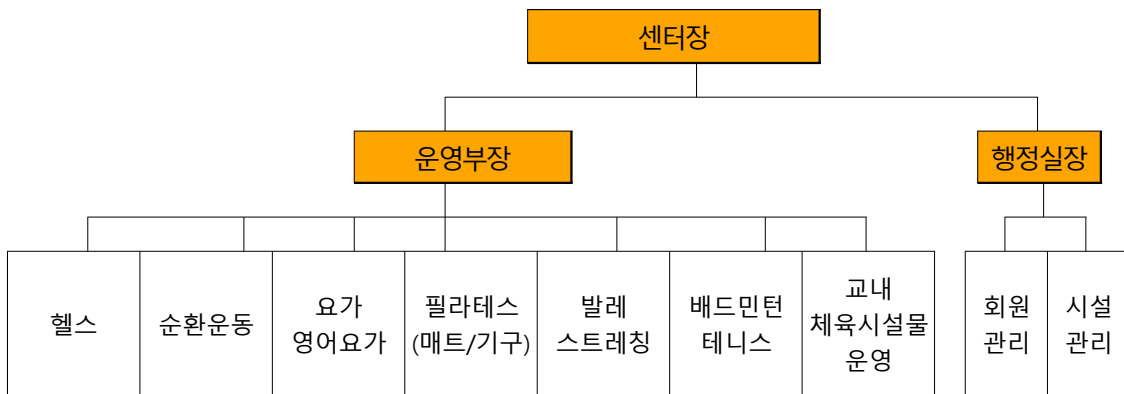 센터장
운영부장
행정실장
헬스
순환운동
요가
영어요가
필라테스
(매트/기구)
발레
스트레칭
배드민턴
테니스
교내
체육시설물
운영
회원
관리
시설
관리